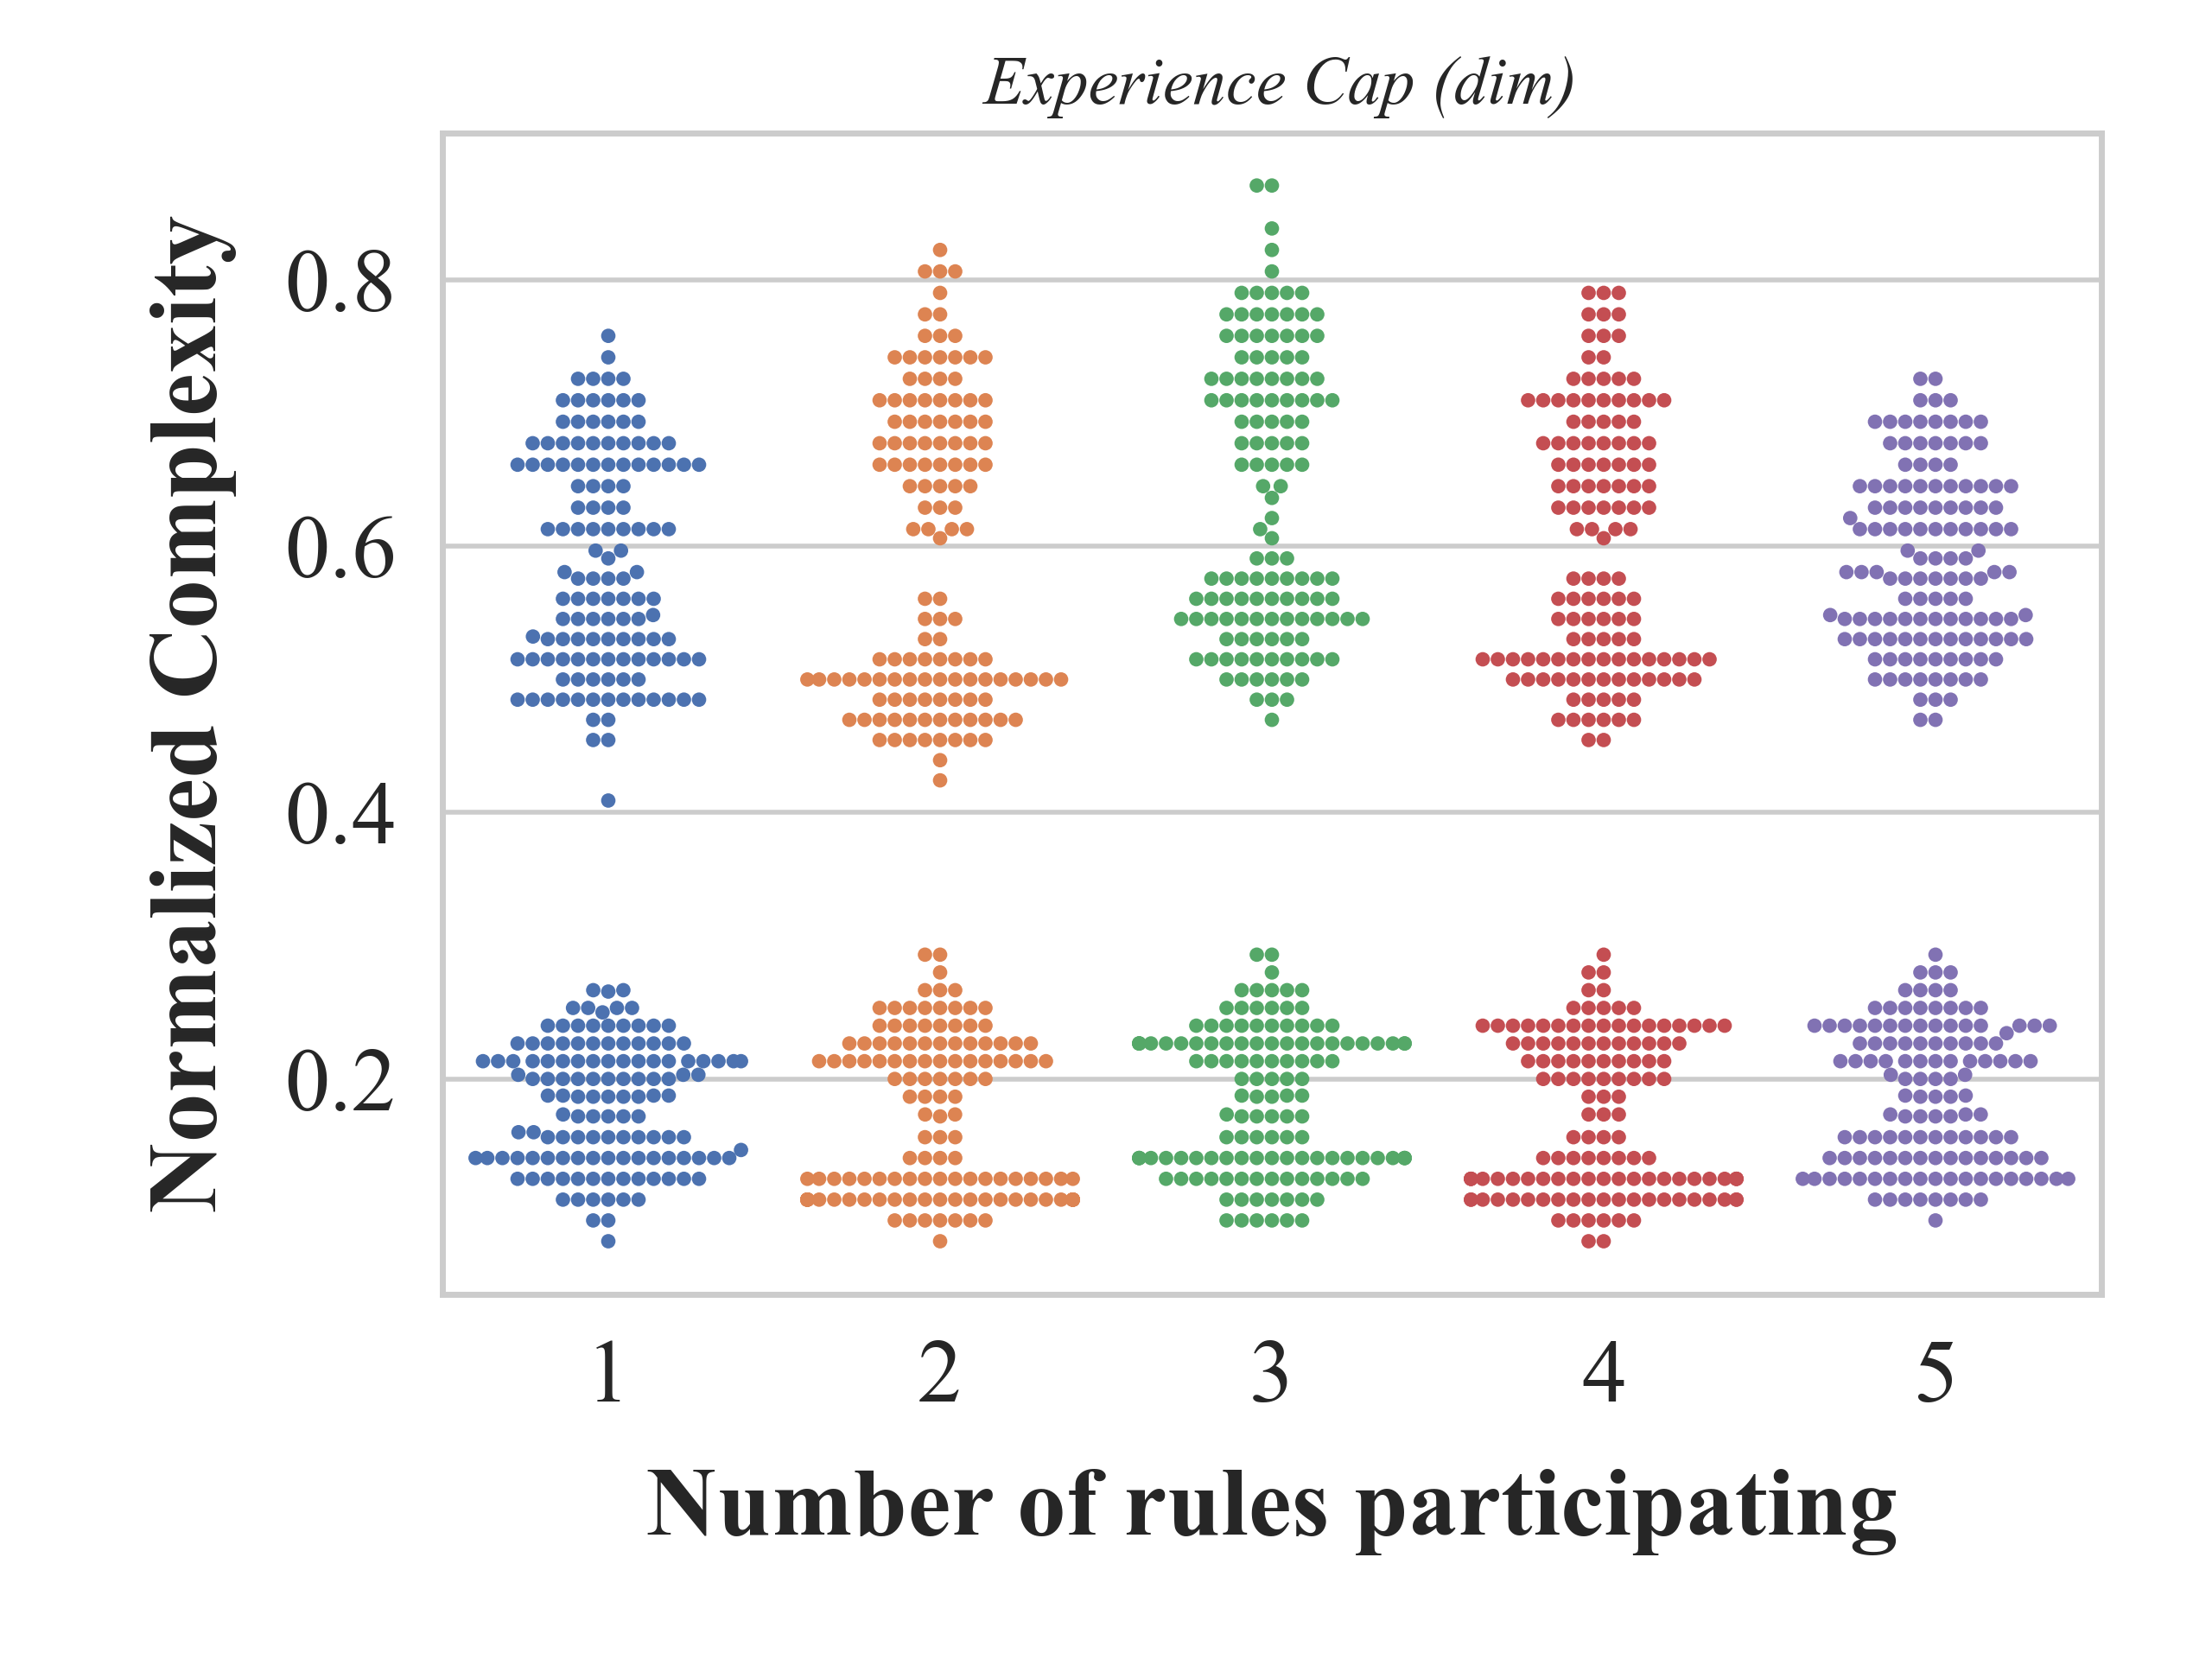 Experience Cap (dim)
Normalized Complexity
0.8
0.6
0.4
0.2
1 2 3 4 5
Number of rules participating